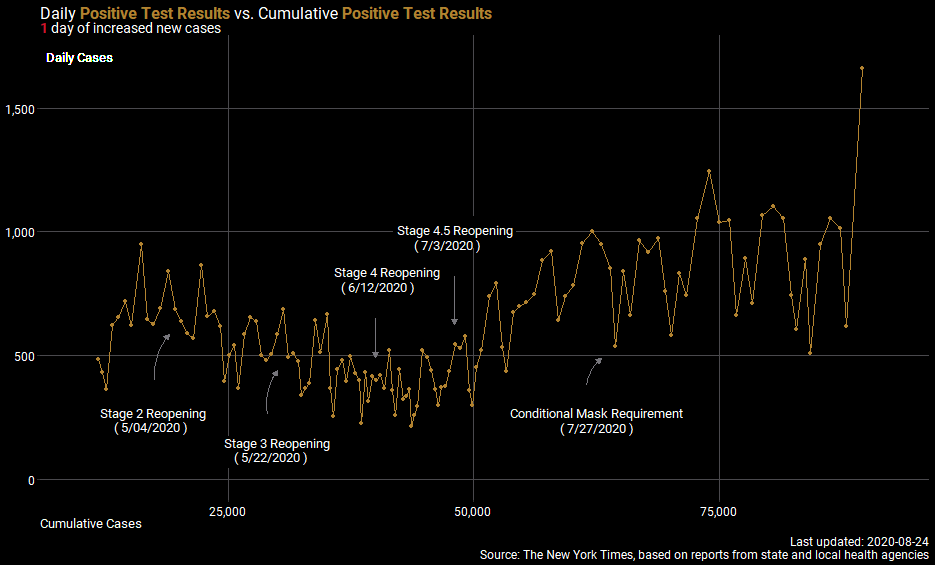 Daily Positive Test Results vs. Cumulative Positive Test Results
1 day of increased new cases
Daily Cases
1,500
1,000
500
0
Stage 4.5 Reopening
( 7/3/2020 )
Stage 4 Reopening
( 6/12/2020 )
Stage 2 Reopening
( 5/04/2020 )
Stage 3 Reopening
( 5/22/2020 )
Conditional Mask Requirement
( 7/27/2020 )
25,000
50,000
75,000
Cumulative Cases
Last updated: 2020-08-24
Source: The New York Times, based on reports from state and local health agencies